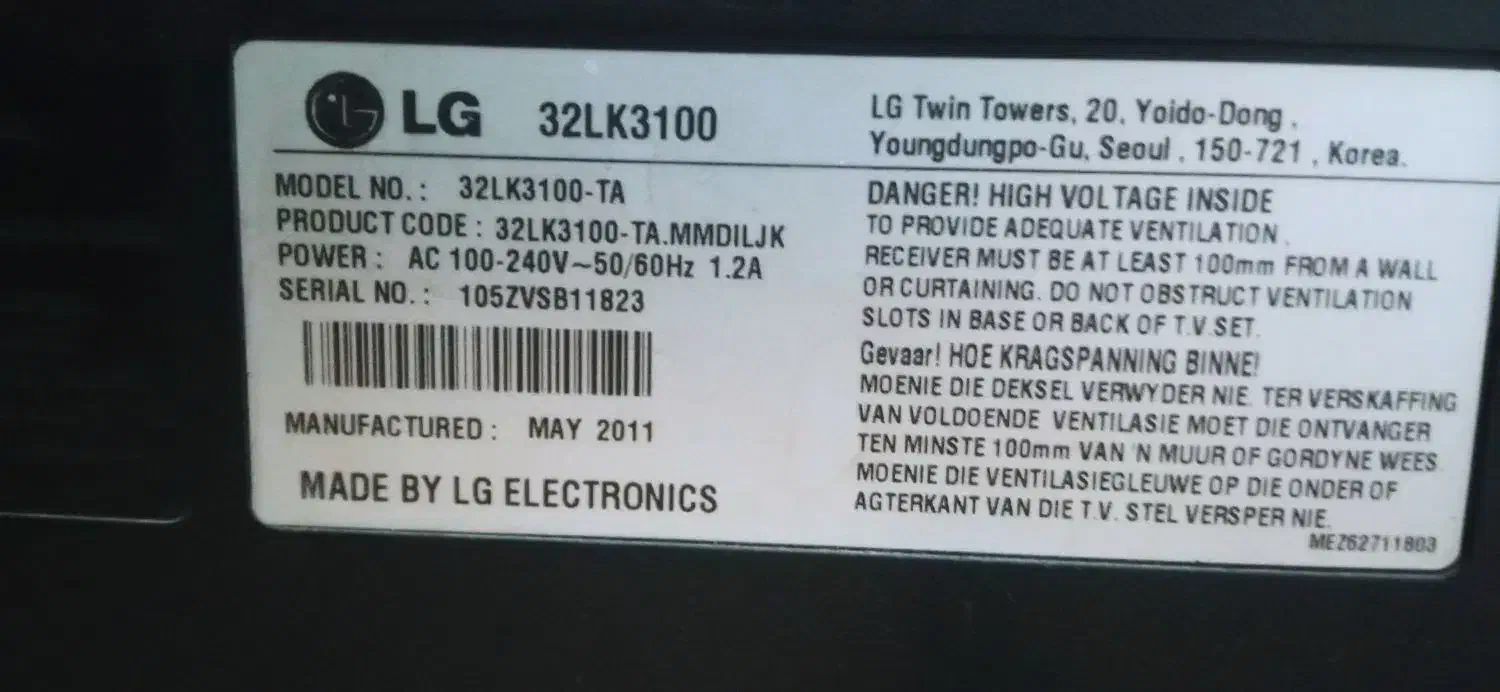 LG 32LK3100
LG Twin Towers, 20, Yoido-Dong,
Youngdungpo-Gu, Seoul, 150-721, Korea.
MODEL NO.: 32LK3100-TA
PRODUCT CODE : 32LK3100-TA.MMDILJK
POWER : AC 100-240V~50/60Hz 1.2A
SERIAL NO. : 105ZVSB11823
MANUFACTURED : MAY 2011
MADE BY LG ELECTRONICS
DANGER! HIGH VOLTAGE INSIDE
TO PROVIDE ADEQUATE VENTILATION,
RECEIVER MUST BE AT LEAST 100mm FROM A WALL
OR CURTAINING. DO NOT OBSTRUCT VENTILATION
SLOTS IN BASE OR BACK OF T.V.SET.
Gevaar! HOE KRAGSPANNING BINNE!
MOENIE DIE DEKSEL VERWYDER NIE. TER VERSKAFFING
VAN VOLDOENDE VENTILASIE MOET DIE ONTVANGER
TEN MINSTE 100mm VAN 'N MUUR OF GORDYNE WEES.
MOENIE DIE VENTILASIEGLEUWE OP DIE ONDER OF
AGTERKANT VAN DIE T.V. STEL VERSPER NIE.
MEZ62711803